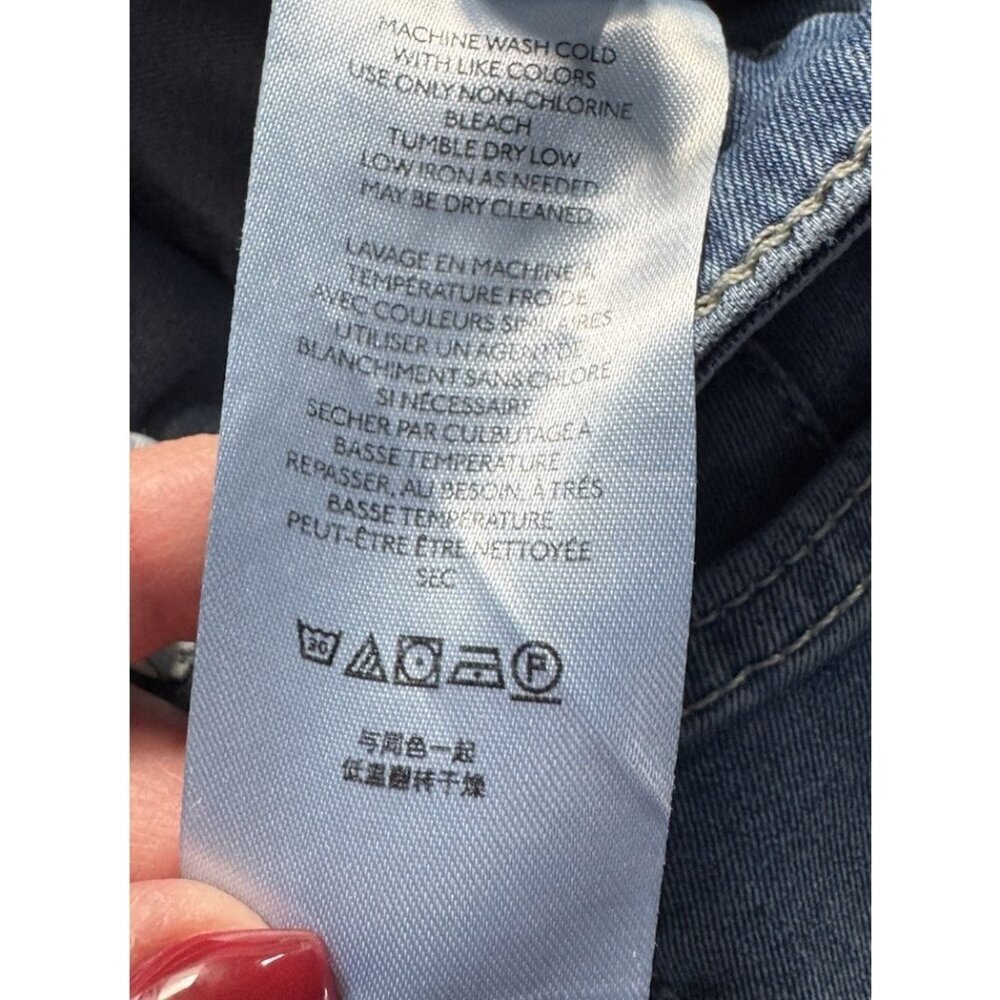 MACHINE WASH COLD
WITH LIKE COLORS
USE ONLY NON-CHLORINE
BLEACH
TUMBLE DRY LOW
LOW IRON AS NEEDED
MAY BE DRY CLEANED
LAVAGE EN MACHINE À
TEMPÉRATURE FROIDE
AVEC COULEURS SIMILAIRES
UTILISER UN AGENT DE
BLANCHIMENT SANS CHLORE
SI NÉCESSAIRE
SÉCHER PAR CULBUTAGE À
BASSE TEMPÉRATURE
REPASSER, AU BESOIN, À TRÉS
BASSE TEMPÉRATURE
PEUT-ÊTRE ÊTRE NETTOYÉE
SEC
30 P
与同色一起
低温翻转干燥